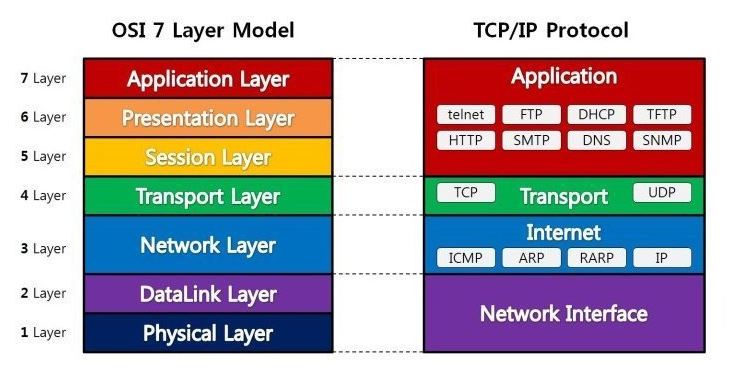 OSI 7 Layer Model
TCP/IP Protocol
7 Layer
Application Layer
6 Layer
Presentation Layer
5 Layer
Session Layer
4 Layer
Transport Layer
3 Layer
Network Layer
2 Layer
DataLink Layer
1 Layer
Physical Layer
Application
telnet FTP DHCP TFTP
HTTP SMTP DNS SNMP
TCP Transport UDP
Internet
ICMP ARP RARP IP
Network Interface